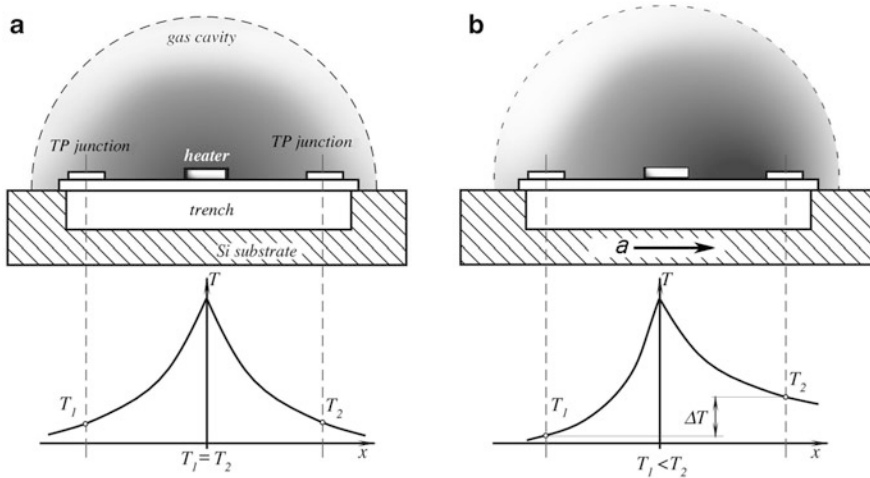 a
gas cavity
TP junction
TP junction
heater
trench
Si substrate
T
T1
T2
x
T1 = T2
b
a
T
T1
T2
ΔT
x
T1 < T2